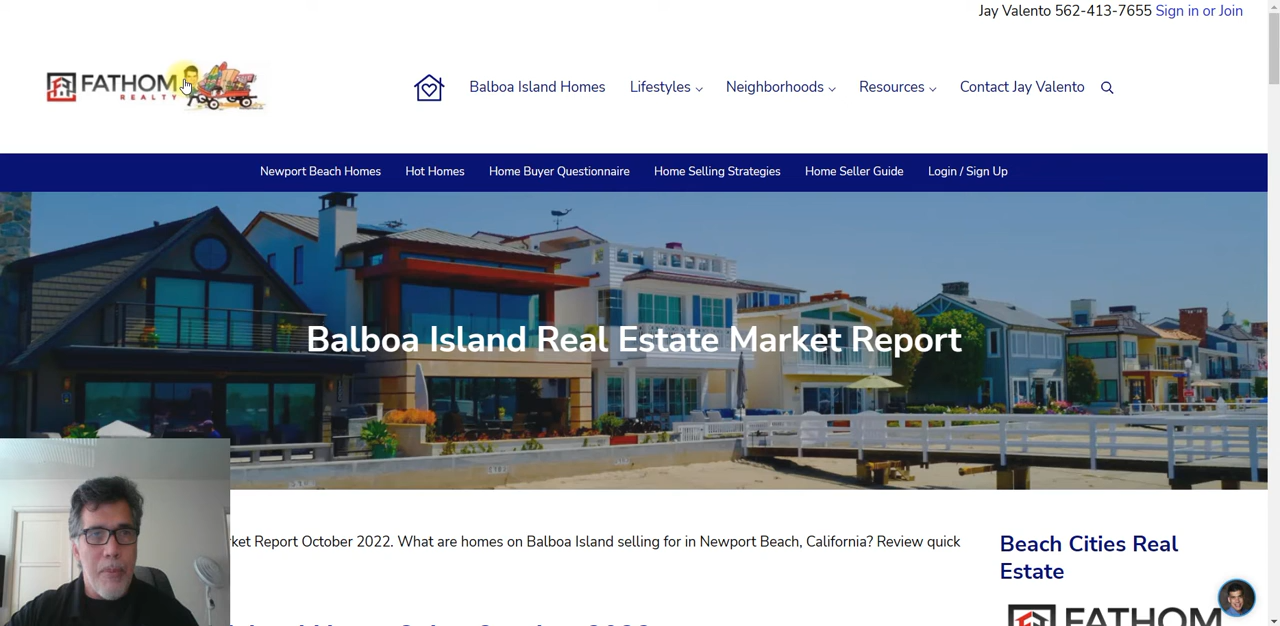 Jay Valento 562-413-7655 Sign in or Join
FATHOM
REALTY
Balboa Island Homes
Lifestyles
Neighborhoods
Resources
Contact Jay Valento
Newport Beach Homes
Hot Homes
Home Buyer Questionnaire
Home Selling Strategies
Home Seller Guide
Login / Sign Up
Balboa Island Real Estate Market Report
Report October 2022. What are homes on Balboa Island selling for in Newport Beach, California? Review quick
Beach Cities Real
Estate
FATHOM